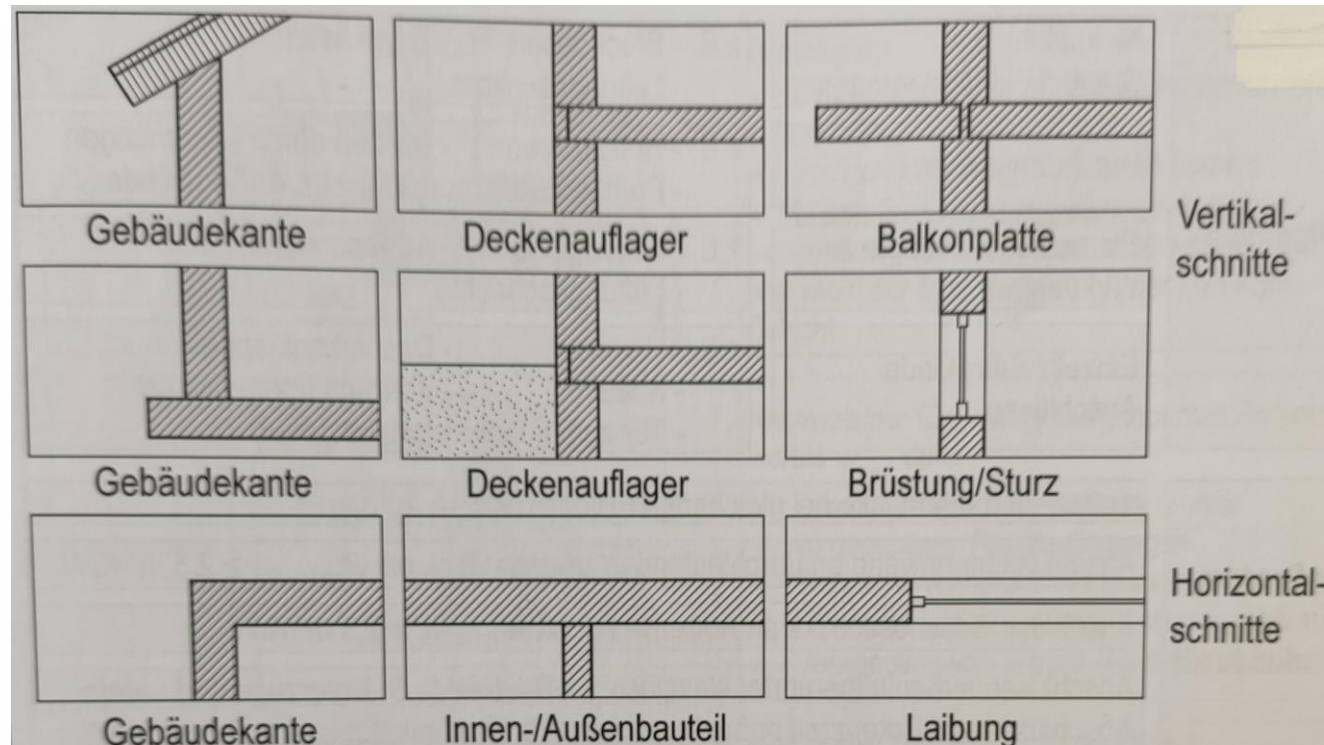 Gebäudekante
Deckenauflager
Balkonplatte
Vertikal-
schnitte
Gebäudekante
Deckenauflager
Brüstung/Sturz
Gebäudekante
Innen-/Außenbauteil
Laibung
Horizontal-
schnitte